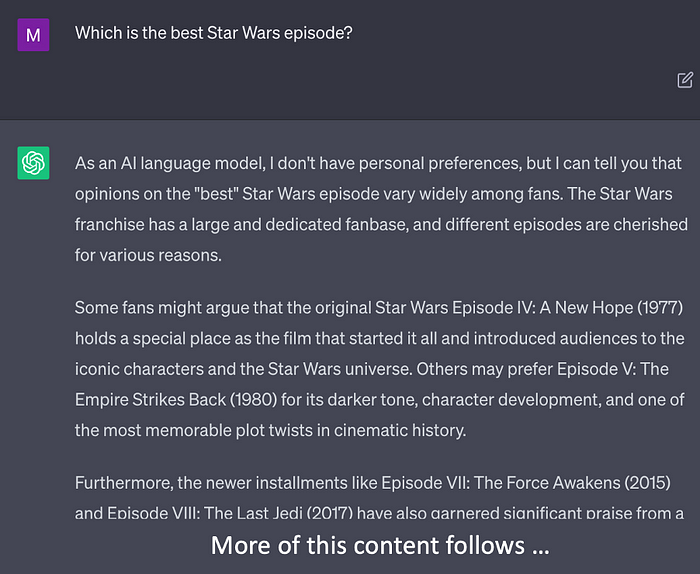 M
Which is the best Star Wars episode?
As an AI language model, I don't have personal preferences, but I can tell you that
opinions on the "best" Star Wars episode vary widely among fans. The Star Wars
franchise has a large and dedicated fanbase, and different episodes are cherished
for various reasons.
Some fans might argue that the original Star Wars Episode IV: A New Hope (1977)
holds a special place as the film that started it all and introduced audiences to the
iconic characters and the Star Wars universe. Others may prefer Episode V: The
Empire Strikes Back (1980) for its darker tone, character development, and one of
the most memorable plot twists in cinematic history.
Furthermore, the newer installments like Episode VII: The Force Awakens (2015)
and Episode VIII: The Last Jedi (2017) have also garnered significant praise from a
More of this content follows ...